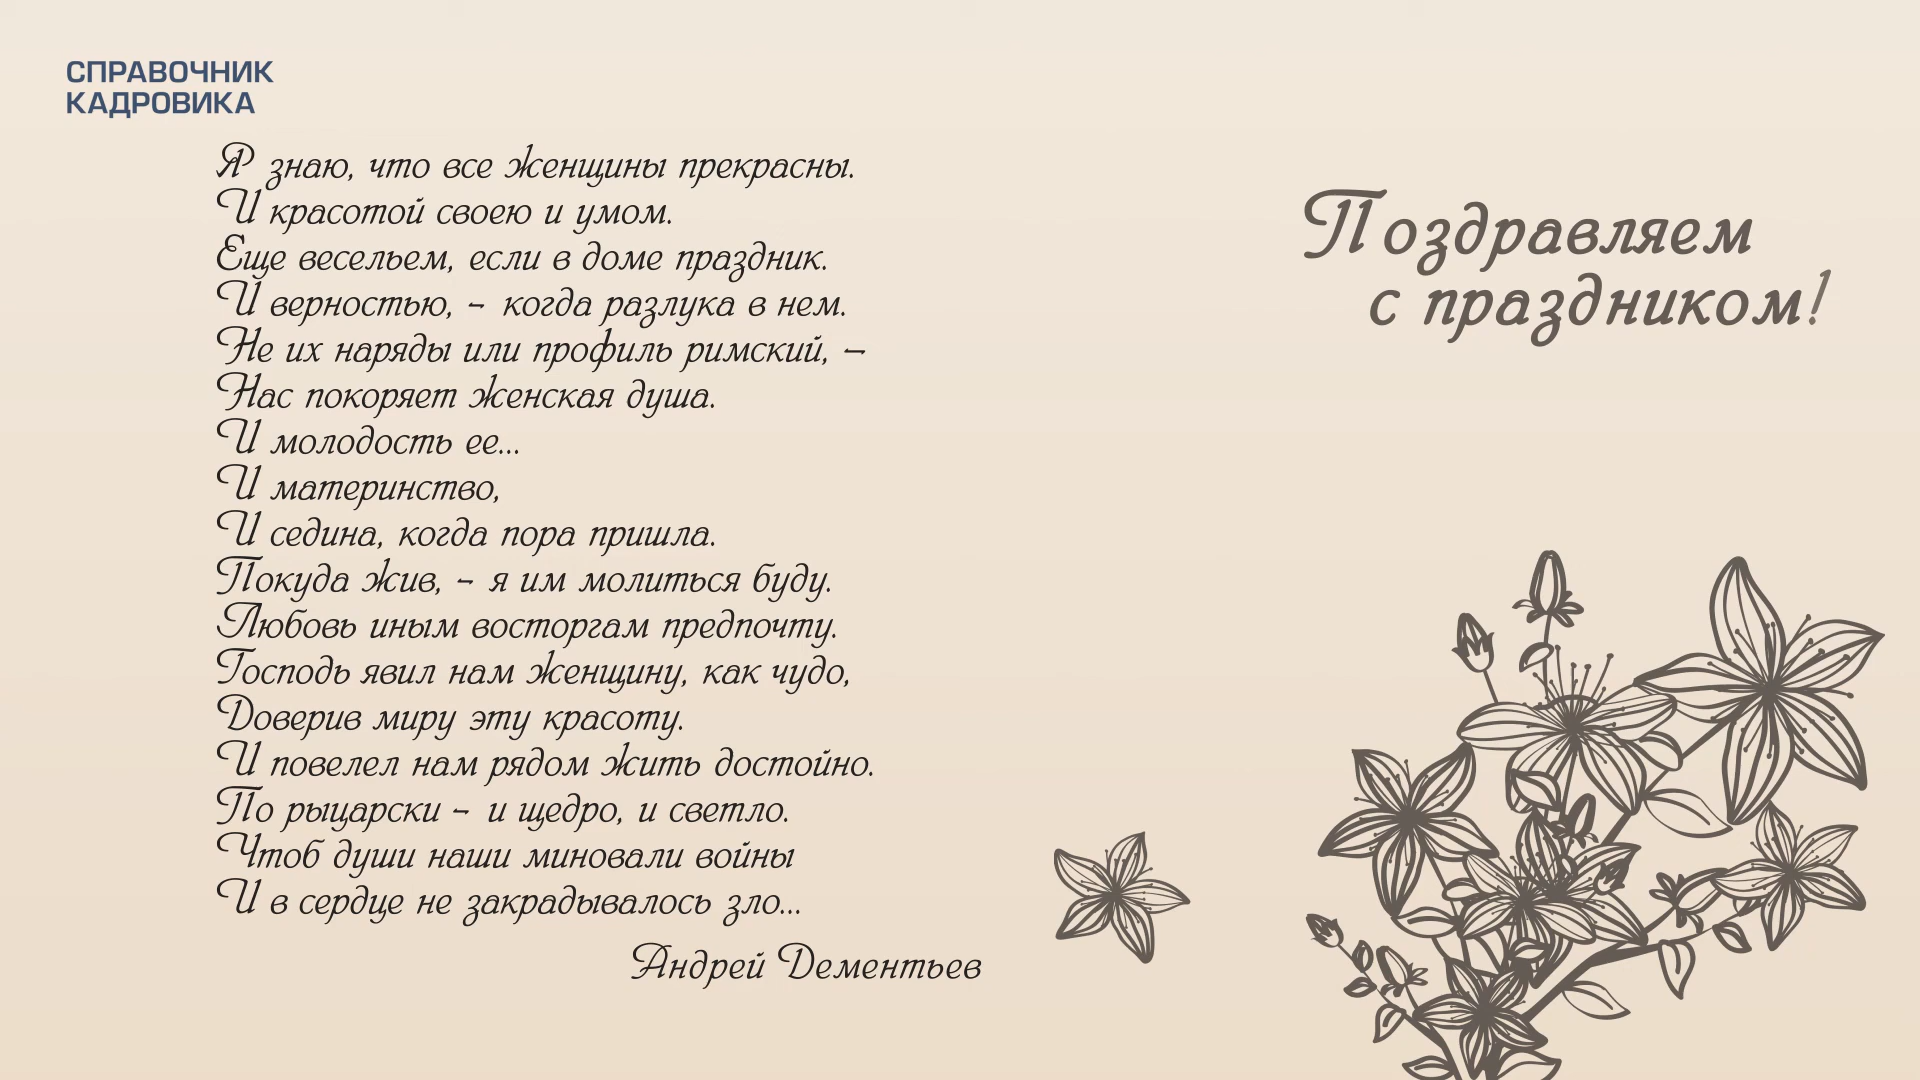 СПРАВОЧНИК
КАДРОВИКА
Я знаю, что все женщины прекрасны.
И красотой своею и умом.
Еще весельем, если в доме праздник.
И верностью, – когда разлука в нем.
Не их наряды или профиль римский, –
Нас покоряет женская душа.
И молодость ее...
И материнство,
И седина, когда пора пришла.
Покуда жив, – я им молиться буду.
Любовь иным восторгам предпочту.
Господь явил нам женщину, как чудо,
Доверив миру эту красоту.
И повелел нам рядом жить достойно.
По рыцарски – и щедро, и светло.
Чтоб души наши миновали войны
И в сердце не закрадывалось зло...
Андрей Дементьев
Поздравляем
с праздником!